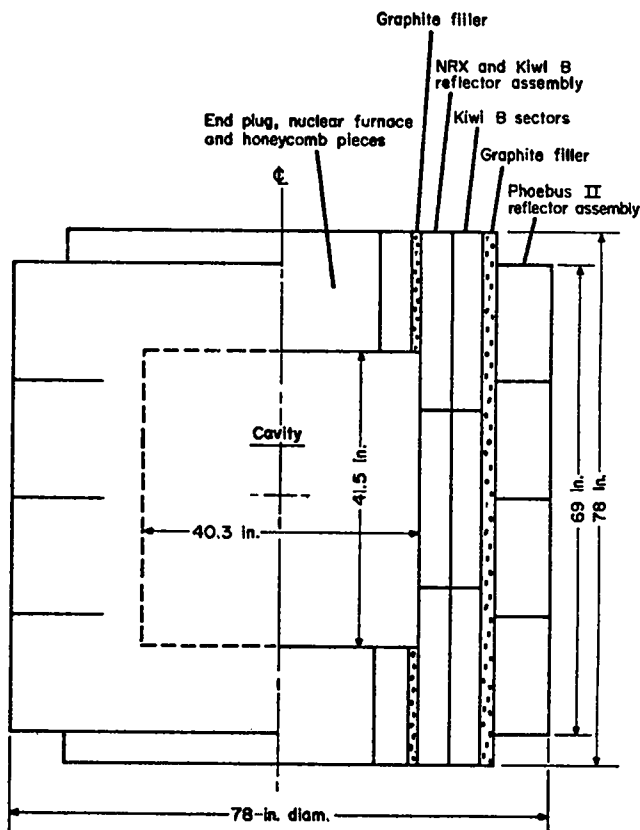 Graphite filler
NRX and Kiwi B
reflector assembly
End plug, nuclear furnace
and honeycomb pieces
Kiwi B sectors
Graphite filler
Phoebus II
reflector assembly
℄
Cavity
41.5 in.
40.3 in.
69 in.
78 in.
78-in. diam.